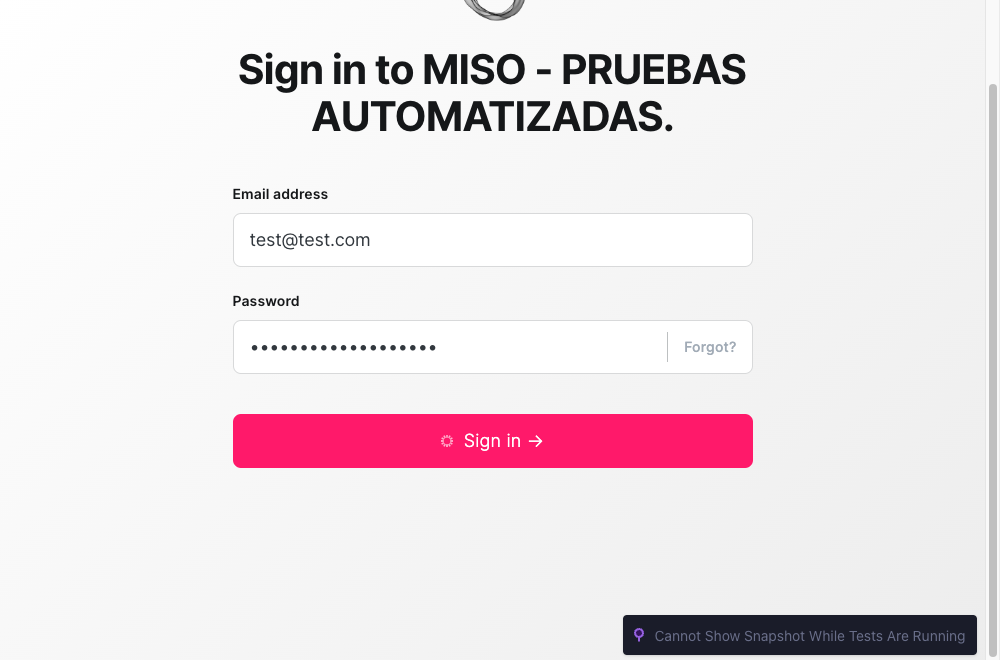 Sign in to MISO - PRUEBAS
AUTOMATIZADAS.
Email address
test@test.com
Password
•••••••••••••••••••
Forgot?
Sign in →
Cannot Show Snapshot While Tests Are Running